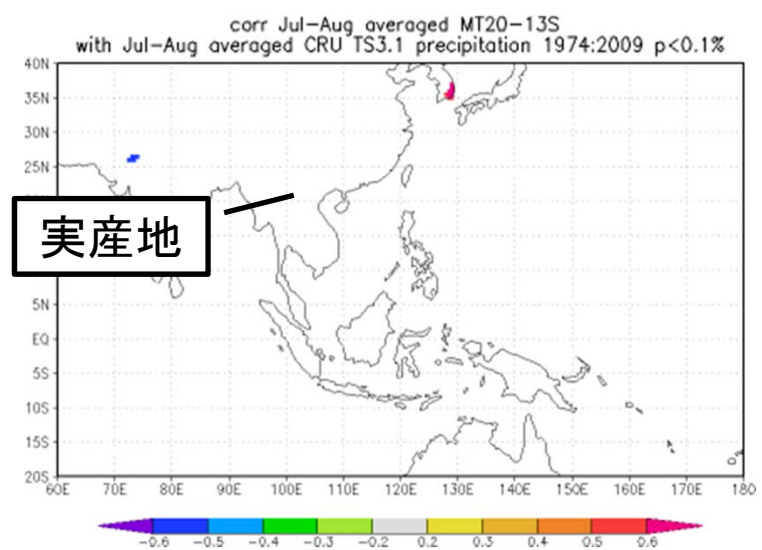 corr Jul-Aug averaged MT20-13S
with Jul-Aug averaged CRU TS3.1 precipitation 1974:2009 p<0.1%
40N
35N
30N
25N
実産地
5N
EQ
5S
10S
15S
20S
60E 70E 80E 90E 100E 110E 120E 130E 140E 150E 160E 170E 180
-0.6 -0.5 -0.4 -0.3 -0.2 0.2 0.3 0.4 0.5 0.6